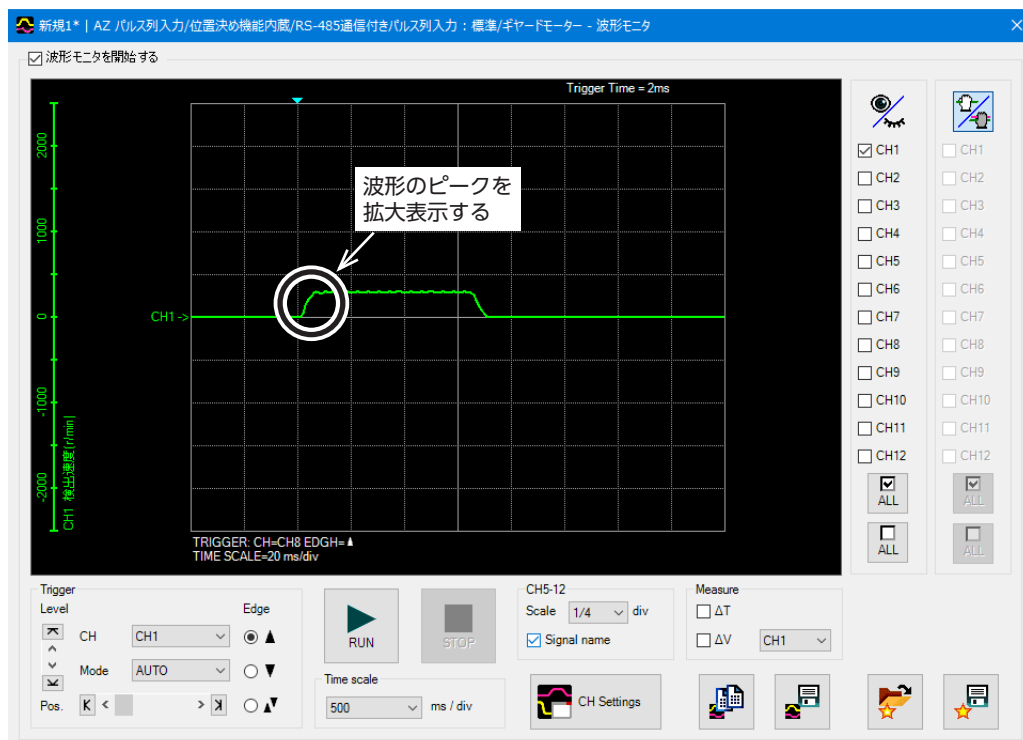 新規1* | AZ パルス列入力/位置決め機能内蔵/RS-485通信付きパルス列入力 : 標準/ギヤードモーター - 波形モニタ
波形モニタを開始する
Trigger Time = 2ms
2000
1000
0
-1000
-2000
CH1 検出速度[r/min]
波形のピークを
拡大表示する
CH1->
TRIGGER: CH=CH8 EDGH=
TIME SCALE=20 ms/div
CH1
CH2
CH3
CH4
CH5
CH6
CH7
CH8
CH9
CH10
CH11
CH12
ALL
ALL
CH1
CH2
CH3
CH4
CH5
CH6
CH7
CH8
CH9
CH10
CH11
CH12
ALL
ALL
Trigger
Level
Edge
CH CH1
Mode AUTO
Pos.
RUN
STOP
Time scale
500 ms / div
CH5-12
Scale 1/4 div
Signal name
Measure
ΔT
ΔV CH1
CH Settings